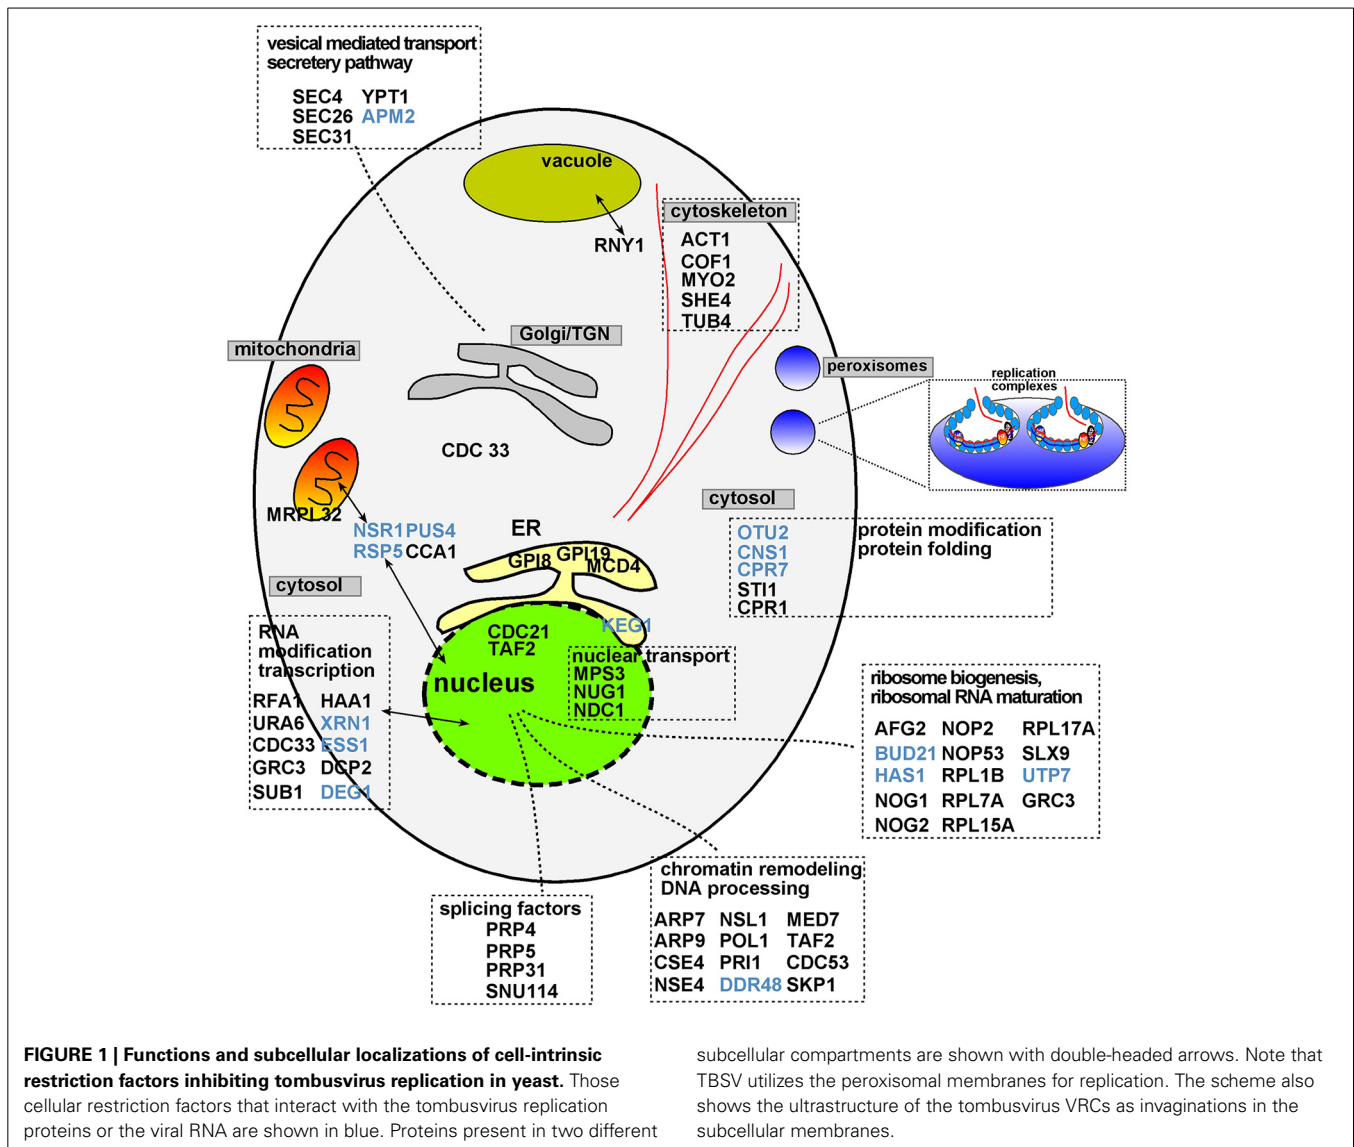 vesical mediated transport
secretery pathway
SEC4 YPT1
SEC26 APM2
SEC31
vacuole
RNY1
cytoskeleton
ACT1
COF1
MYO2
SHE4
TUB4
Golgi/TGN
mitochondria
peroxisomes
replication
complexes
CDC 33
MRPL32
NSR1 PUS4
RSP5 CCA1
ER
GPI8 GPI19 MCD4
KEG1
cytosol
OTU2
CNS1
CPR7
STI1
CPR1
protein modification
protein folding
cytosol
RNA
modification
transcription
RFA1 HAA1
URA6 XRN1
CDC33 ESS1
GRC3 DCP2
SUB1 DEG1
CDC21
TAF2
nucleus
nuclear transport
MPS3
NUG1
NDC1
ribosome biogenesis,
ribosomal RNA maturation
AFG2 NOP2 RPL17A
BUD21 NOP53 SLX9
HAS1 RPL1B UTP7
NOG1 RPL7A GRC3
NOG2 RPL15A
chromatin remodeling
DNA processing
ARP7 NSL1 MED7
ARP9 POL1 TAF2
CSE4 PRI1 CDC53
NSE4 DDR48 SKP1
splicing factors
PRP4
PRP5
PRP31
SNU114
FIGURE 1 | Functions and subcellular localizations of cell-intrinsic
restriction factors inhibiting tombusvirus replication in yeast. Those
cellular restriction factors that interact with the tombusvirus replication
proteins or the viral RNA are shown in blue. Proteins present in two different
subcellular compartments are shown with double-headed arrows. Note that
TBSV utilizes the peroxisomal membranes for replication. The scheme also
shows the ultrastructure of the tombusvirus VRCs as invaginations in the
subcellular membranes.